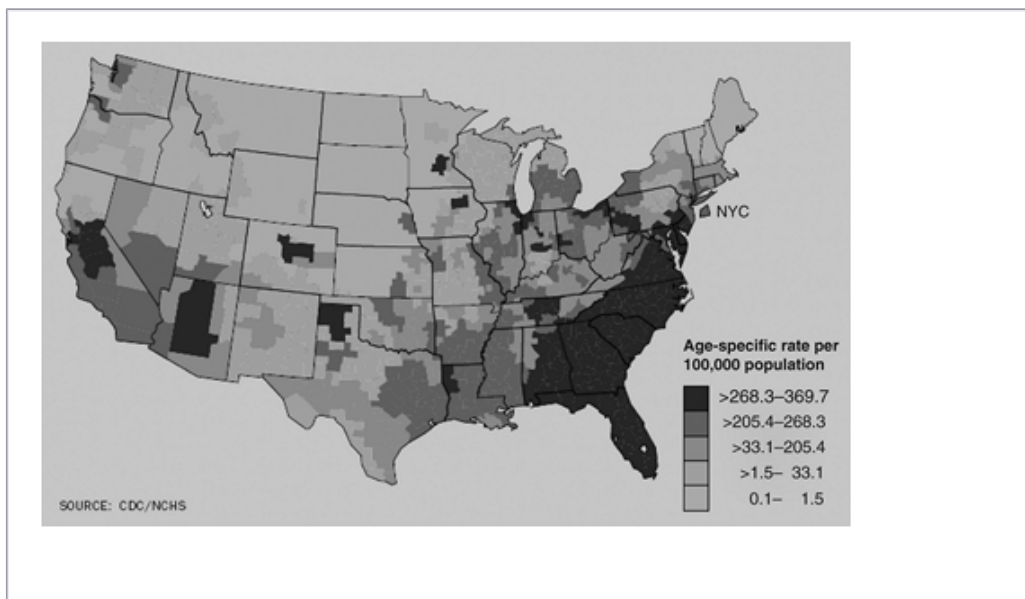 NYC
Age-specific rate per
100,000 population
>268.3–369.7
>205.4–268.3
>33.1–205.4
>1.5– 33.1
0.1– 1.5
SOURCE: CDC/NCHS